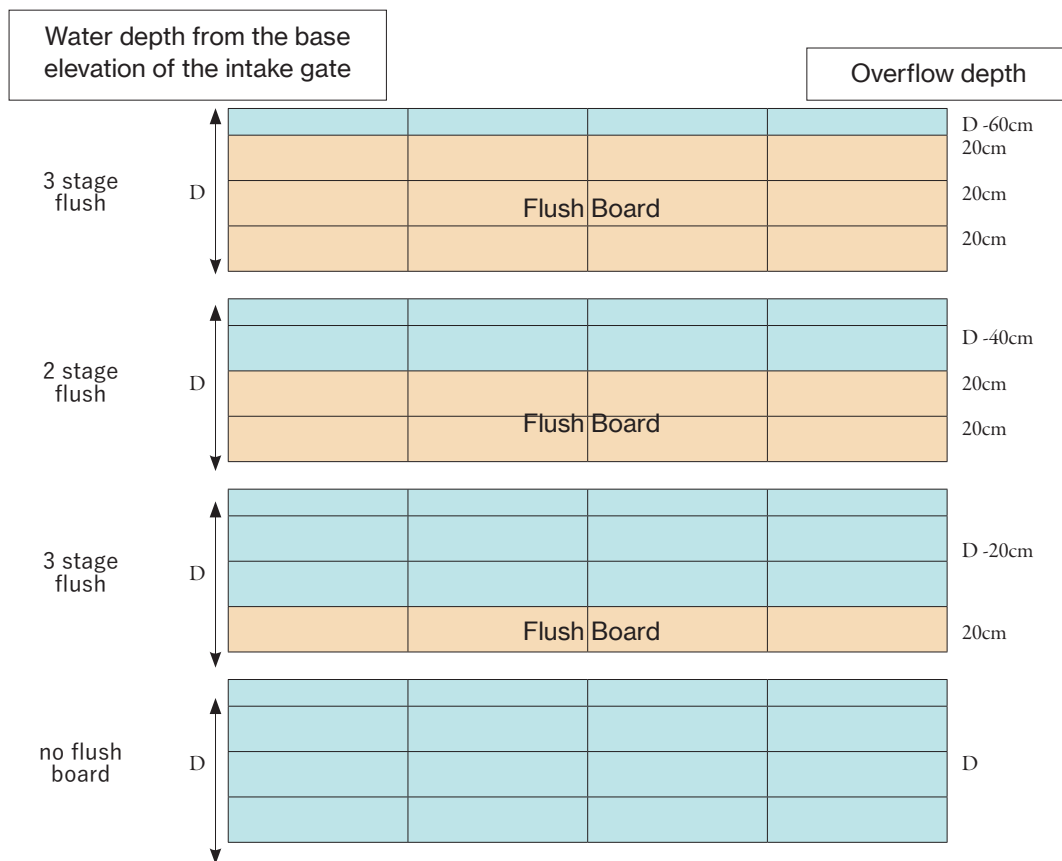 Water depth from the base
elevation of the intake gate
Overflow depth
D -60cm
20cm
3 stage
flush
D
Flush Board
20cm
20cm
D -40cm
2 stage
flush
D
20cm
Flush Board
20cm
D -20cm
3 stage
flush
D
Flush Board
20cm
no flush
board
D
D